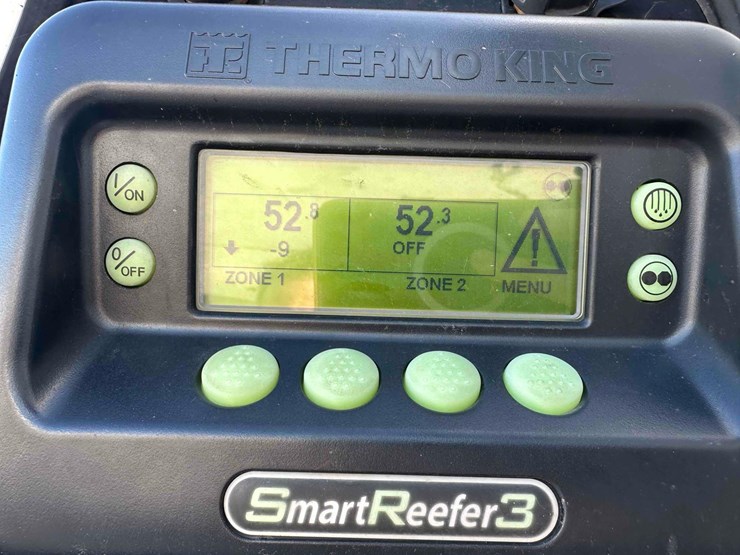 THERMO KING
I/ON
O/OFF
52.8
-9
ZONE 1
52.3
OFF
ZONE 2
MENU
SmartReefer3